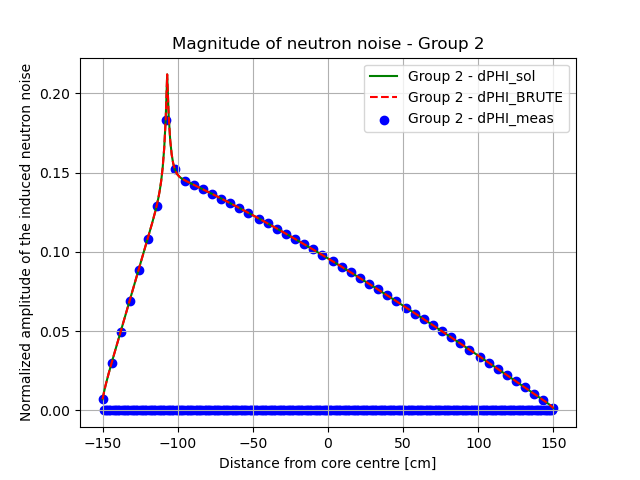 Magnitude of neutron noise - Group 2
Normalized amplitude of the induced neutron noise
0.20
0.15
0.10
0.05
0.00
Group 2 - dPHI_sol
Group 2 - dPHI_BRUTE
Group 2 - dPHI_meas
−150 −100 −50 0 50 100 150
Distance from core centre [cm]